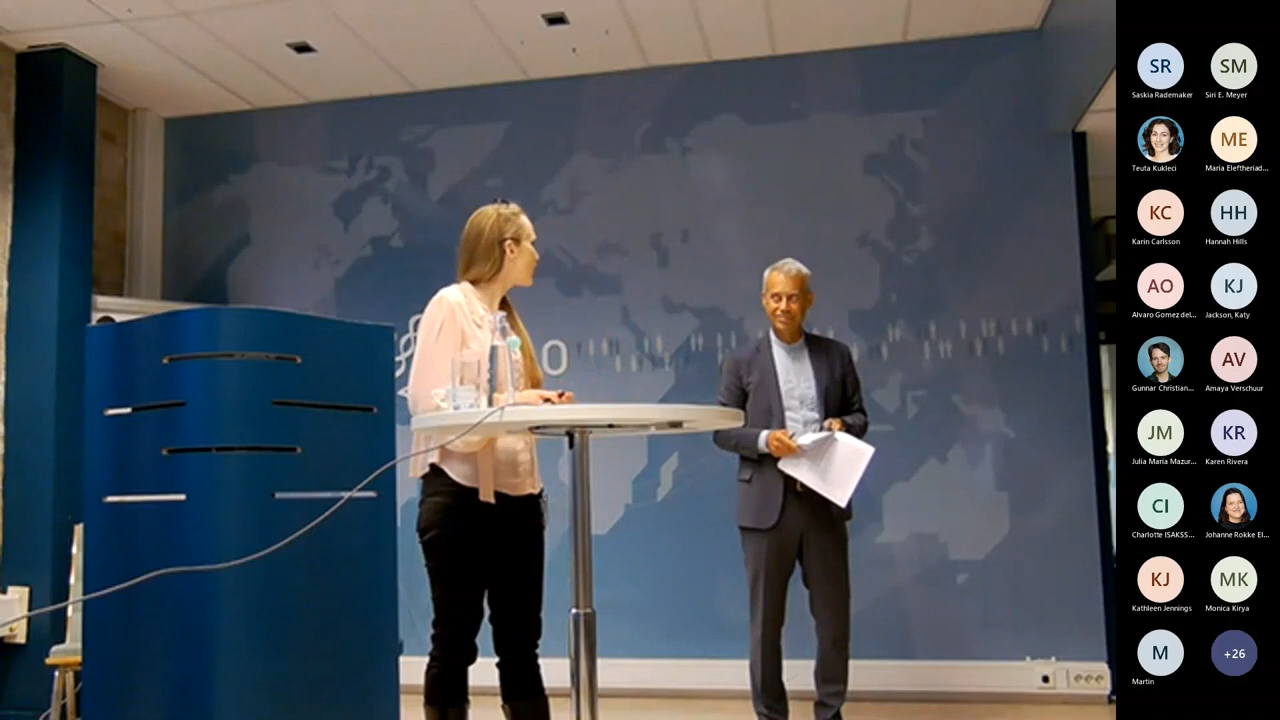 O
SR
SM
Saskia Rademaker
Siri E. Meyer
ME
Teuta Kukleci
Maria Eleftheriad...
KC
HH
Karin Carlsson
Hannah Hills
AO
KJ
Alvaro Gomez del...
Jackson, Katy
AV
Gunnar Christian...
Amaya Verschuur
JM
KR
Julia Maria Mazur...
Karen Rivera
CI
Charlotte ISAKSS...
Johanne Rokke El...
KJ
MK
Kathleen Jennings
Monica Kirya
M
+26
Martin